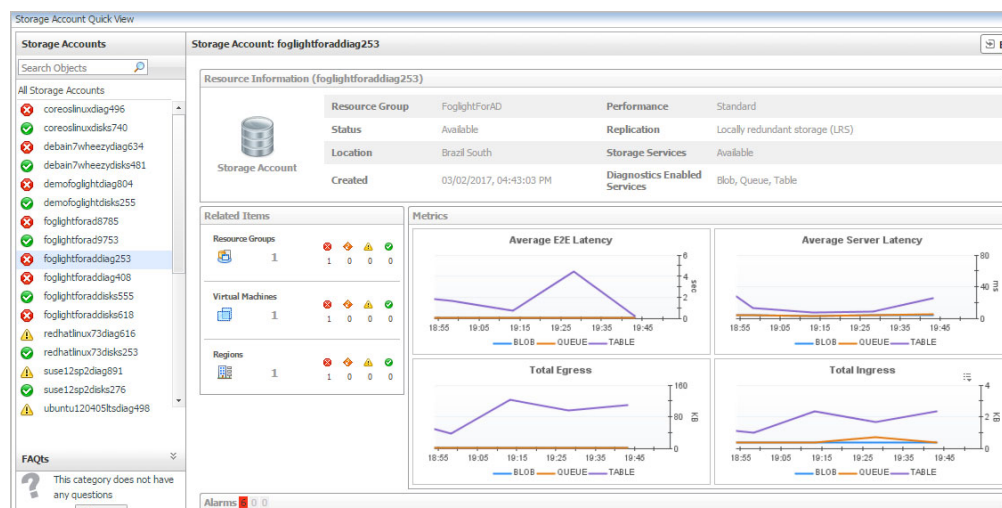 Storage Account Quick View
Storage Accounts
Search Objects
All Storage Accounts
coreoslinuxdiag496
coreoslinuxdisks740
debain7wheezydiag634
debain7wheezydisks481
demofoglightdiag804
demofoglightdisks255
foglightforad8785
foglightforad9753
foglightforaddiag253
foglightforaddiag408
foglightforaddisks555
foglightforaddisks618
redhatlinux73diag616
redhatlinux73disks253
suse12sp2diag891
suse12sp2disks276
ubuntu120405ltsdiag498
FAQts
This category does not have
any questions
Storage Account: foglightforaddiag253
Resource Information (foglightforaddiag253)
Storage Account
Resource Group FoglightForAD Performance Standard
Status Available Replication Locally redundant storage (LRS)
Location Brazil South Storage Services Available
Created 03/02/2017, 04:43:03 PM Diagnostics Enabled Services Blob, Queue, Table
Related Items
Resource Groups
1 1 0 0 0
Virtual Machines
1 1 0 0 0
Regions
1 1 0 0 0
Metrics
Average E2E Latency
6
4
2
0
sec
18:55 19:05 19:15 19:25 19:35 19:45
BLOB QUEUE TABLE
Average Server Latency
80
40
0
ms
18:55 19:05 19:15 19:25 19:35 19:45
BLOB QUEUE TABLE
Total Egress
160
80
0
KB
18:55 19:05 19:15 19:25 19:35 19:45
BLOB QUEUE TABLE
Total Ingress
4
2
0
KB
18:55 19:05 19:15 19:25 19:35 19:45
BLOB QUEUE TABLE
Alarms 6 0 0